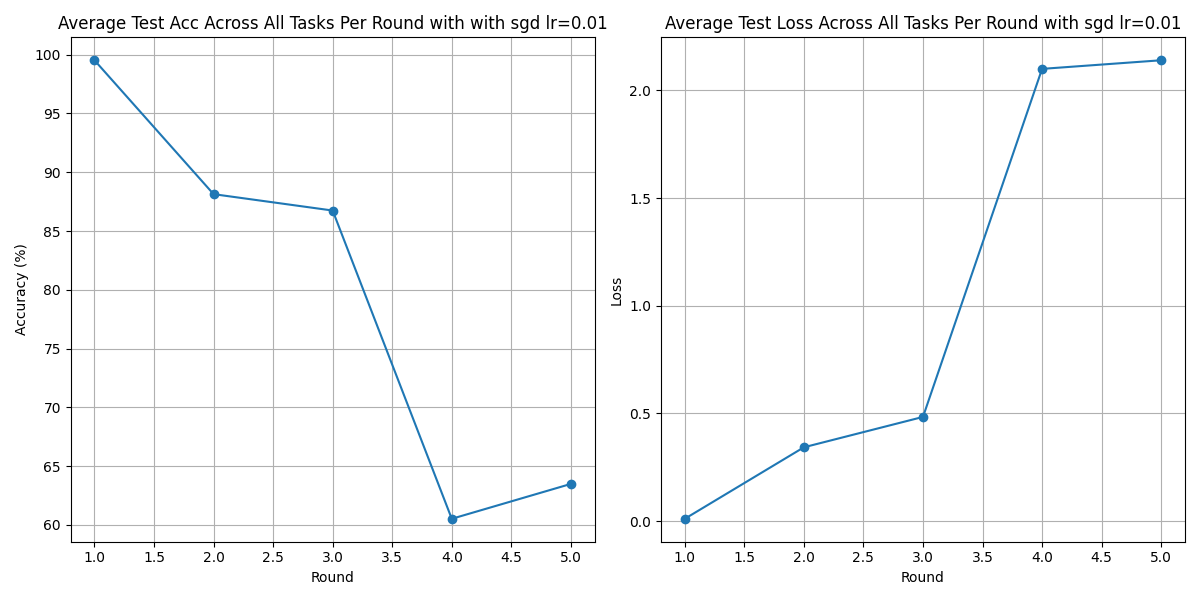 Average Test Acc Across All Tasks Per Round with with sgd lr=0.01
100
95
90
85
80
75
70
65
60
Accuracy (%)
1.0 1.5 2.0 2.5 3.0 3.5 4.0 4.5 5.0
Round
Average Test Loss Across All Tasks Per Round with sgd lr=0.01
2.0
1.5
1.0
0.5
0.0
Loss
1.0 1.5 2.0 2.5 3.0 3.5 4.0 4.5 5.0
Round